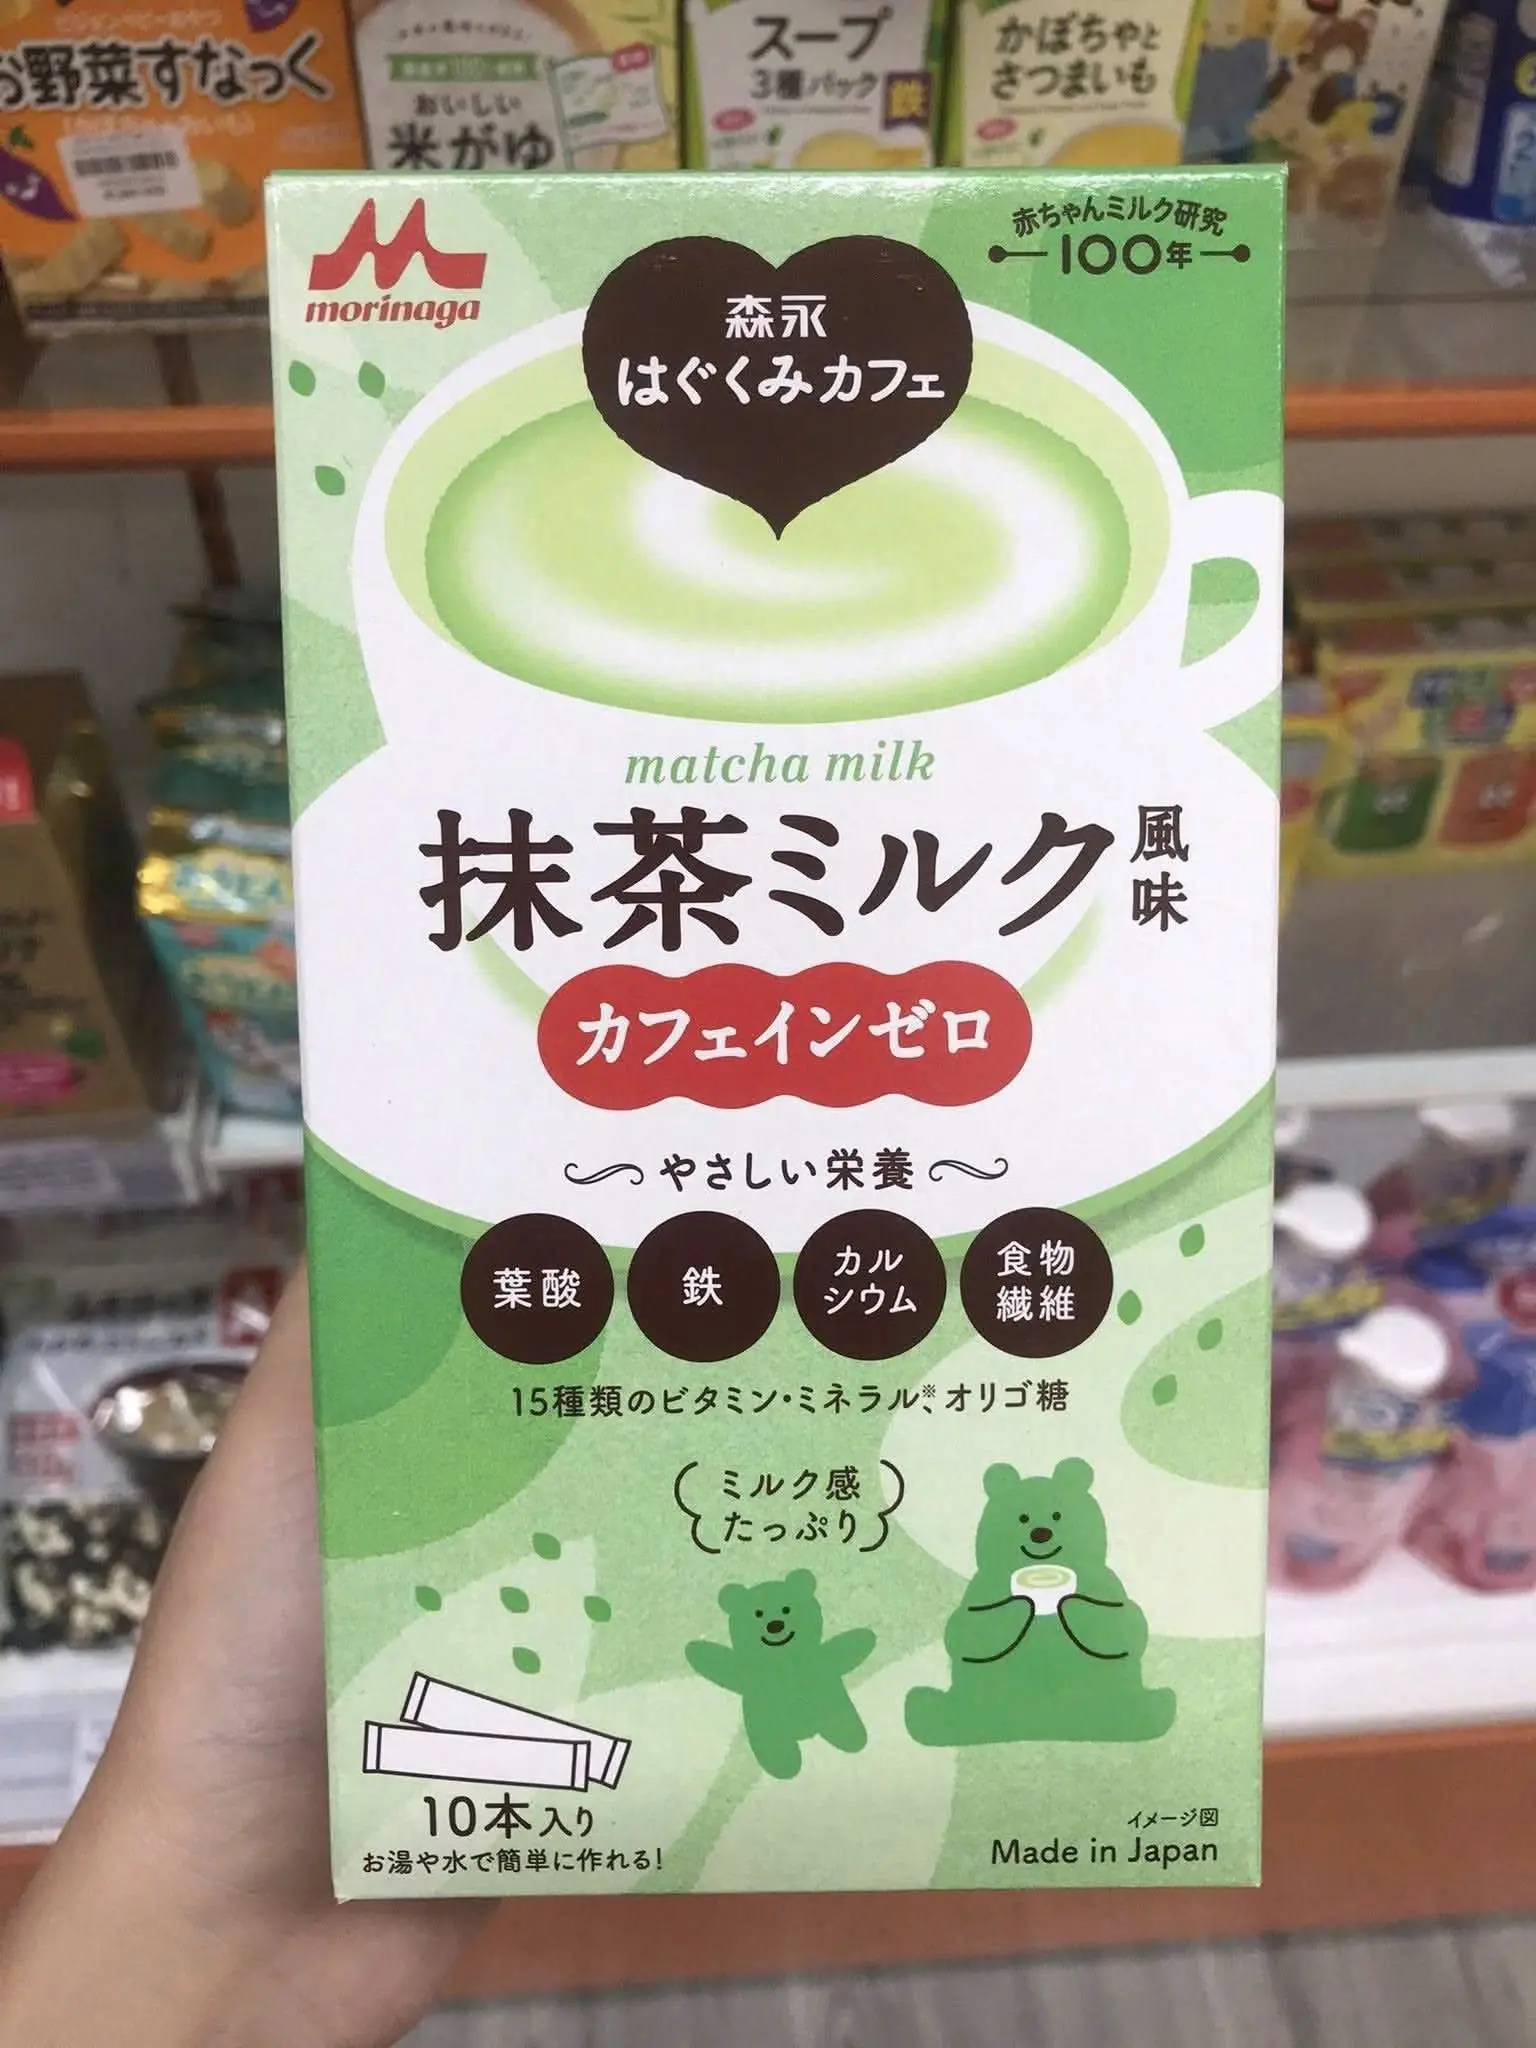 お野菜すなっく
おいしい
米がゆ
スープ
3種パック
鉄
かぼちゃと
さつまいも
morinaga
赤ちゃんミルク研究
100年
森永
はぐくみカフェ
matcha milk
抹茶ミルク風味
カフェインゼロ
やさしい栄養
葉酸
鉄
カル
シウム
食物
繊維
15種類のビタミン・ミネラル※、オリゴ糖
ミルク感
たっぷり
10本入り
お湯や水で簡単に作れる!
イメージ図
Made in Japan